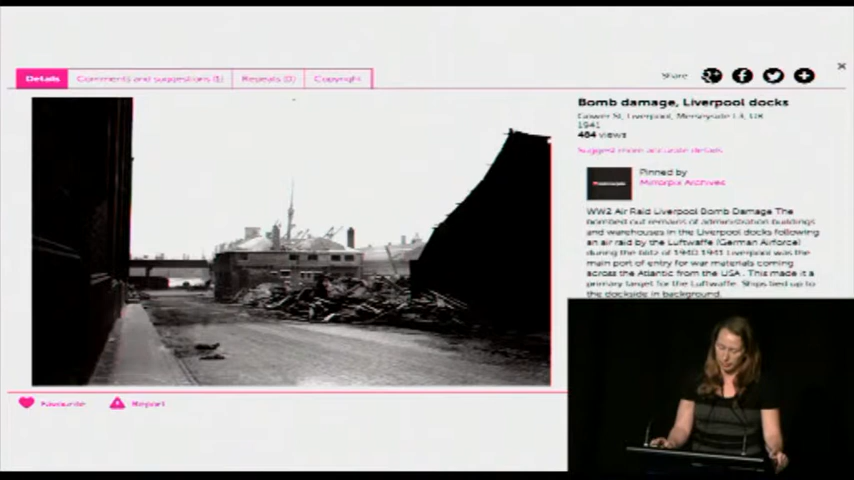 Details
Comments and suggestions (1)
Repeats (0)
Copyright
Share
Bomb damage, Liverpool docks
Gower St, Liverpool, Merseyside L3, UK
1941
484 views
Suggest more accurate details
Pinned by
Mirrorpix Archives
WW2 Air Raid Liverpool Bomb Damage The
bombed out remains of administration buildings
and warehouses in the Liverpool docks following
an air raid by the Luftwaffe (German Airforce)
during the blitz of 1940 1941 Liverpool was the
main port of entry for war materials coming
across the Atlantic from the USA . This made it a
primary target for the Luftwaffe. Ships tied up to
the dockside in background.
Favourite
Report